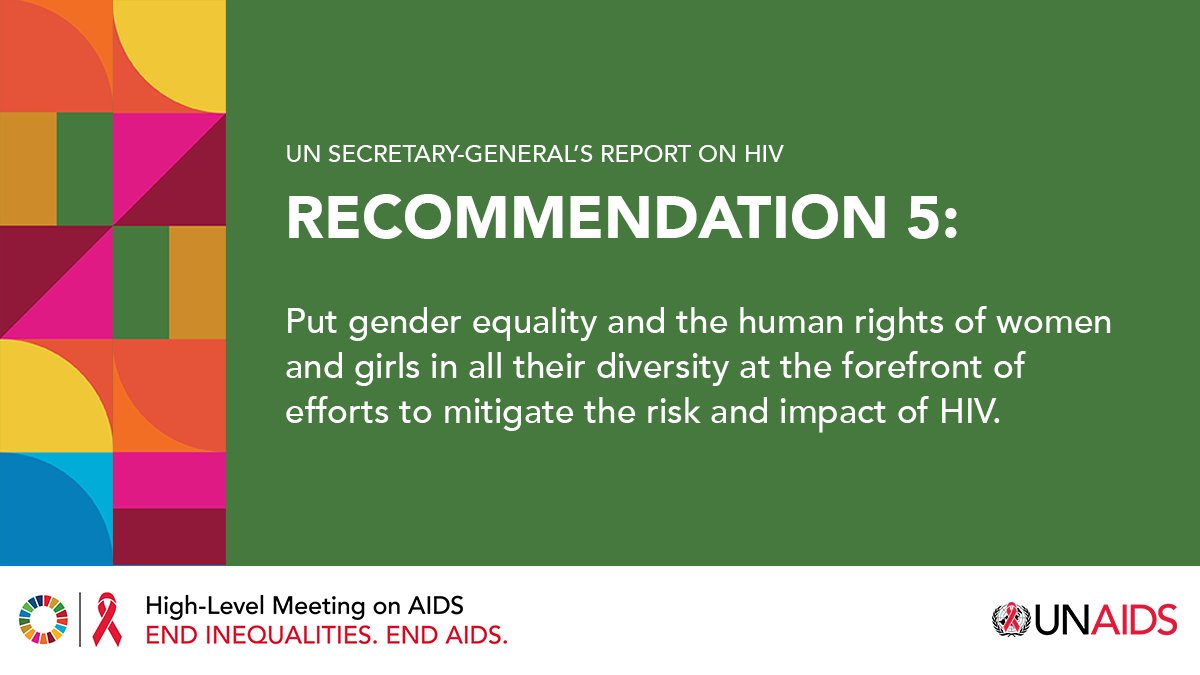 UN SECRETARY-GENERAL’S REPORT ON HIV
RECOMMENDATION 5:
Put gender equality and the human rights of women
and girls in all their diversity at the forefront of
efforts to mitigate the risk and impact of HIV.
High-Level Meeting on AIDS
END INEQUALITIES. END AIDS.
UNAIDS